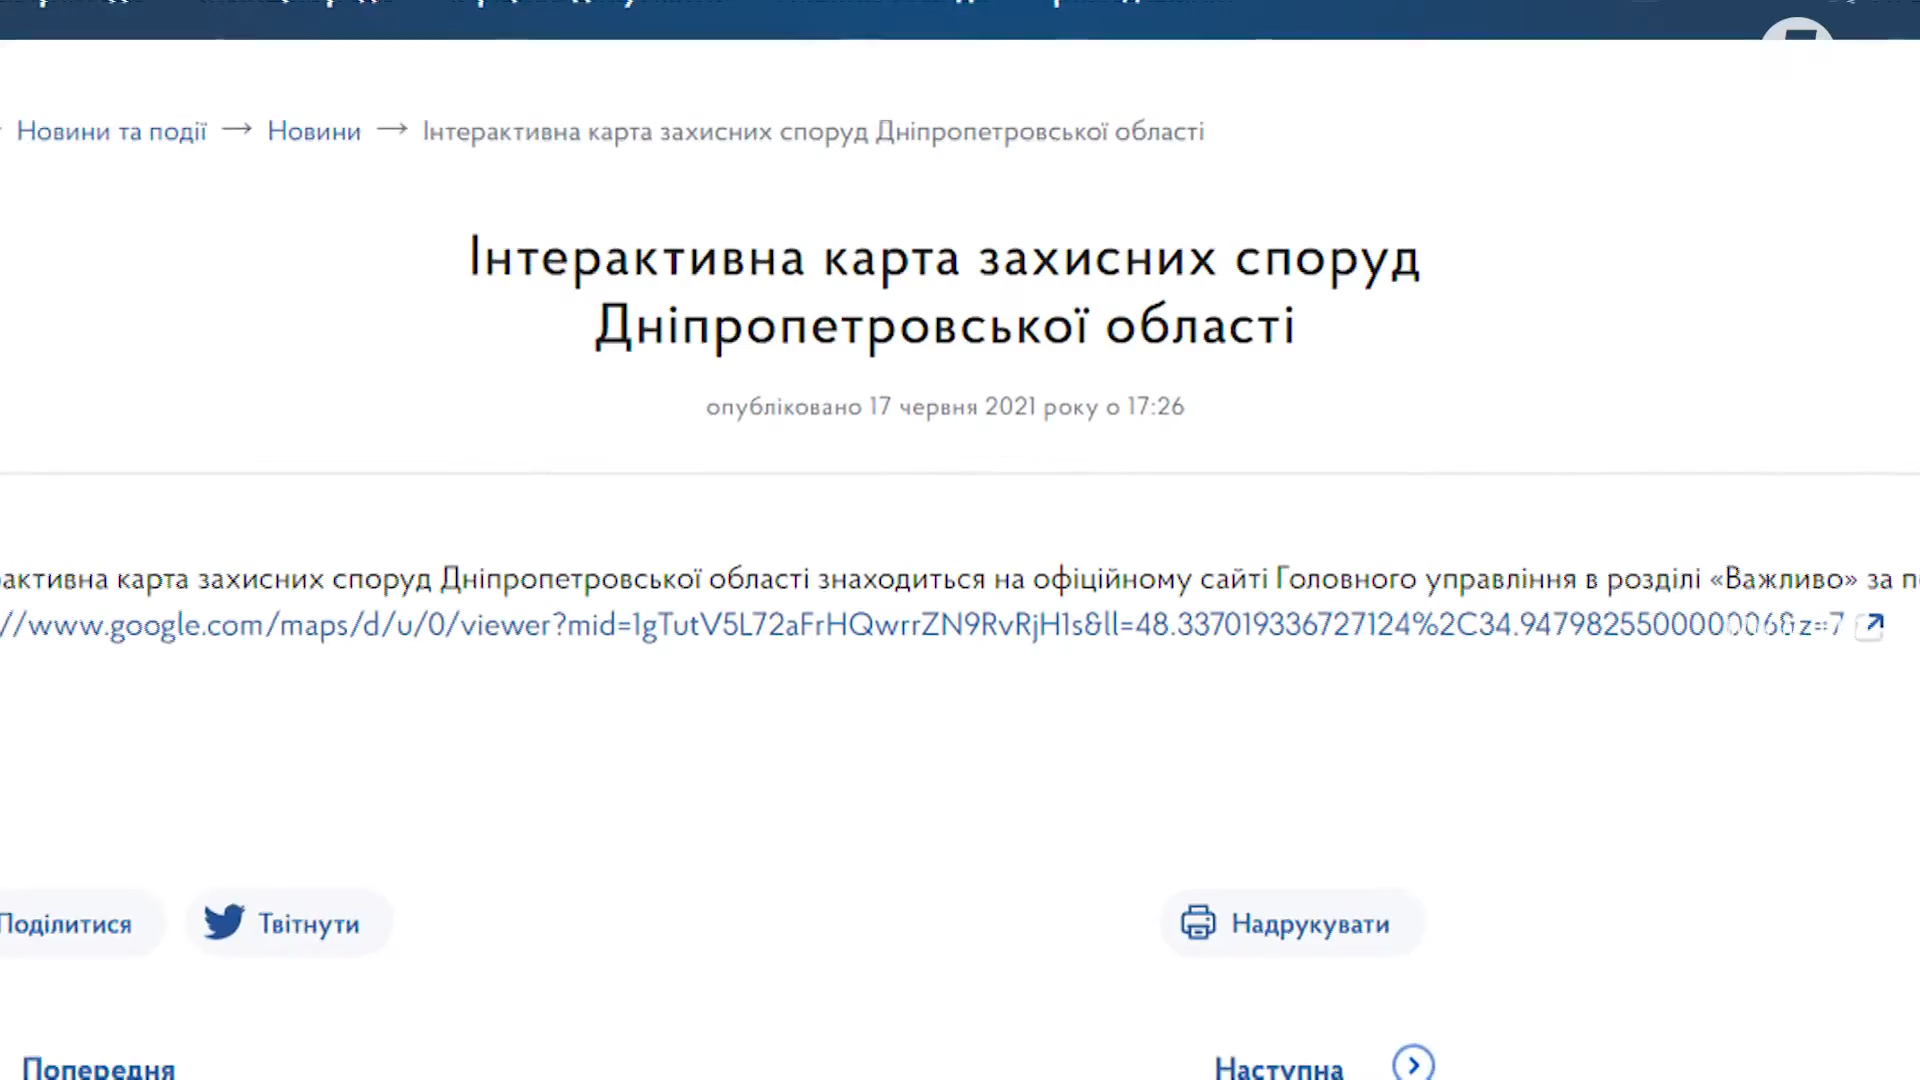 Новини та події → Новини → Інтерактивна карта захисних споруд Дніпропетровської області
Інтерактивна карта захисних споруд
Дніпропетровської області
опубліковано 17 червня 2021 року о 17:26
активна карта захисних споруд Дніпропетровської області знаходиться на офіційному сайті Головного управління в розділі «Важливо» за
//www.google.com/maps/d/u/0/viewer?mid=1gTutV5L72aFrHQwrrZN9RvRjH1s&ll=48.337019336727124%2C34.94798255000000
Поділитися
Твітнути
Надрукувати
Попередня
Наступна